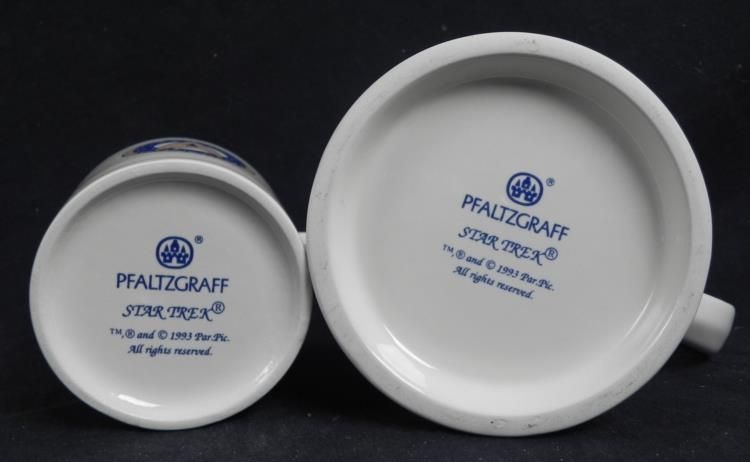 ®
PFALTZGRAFF
STAR TREK®
™,® and © 1993 Par.Pic.
All rights reserved.
®
PFALTZGRAFF
STAR TREK®
™,® and © 1993 Par.Pic.
All rights reserved.